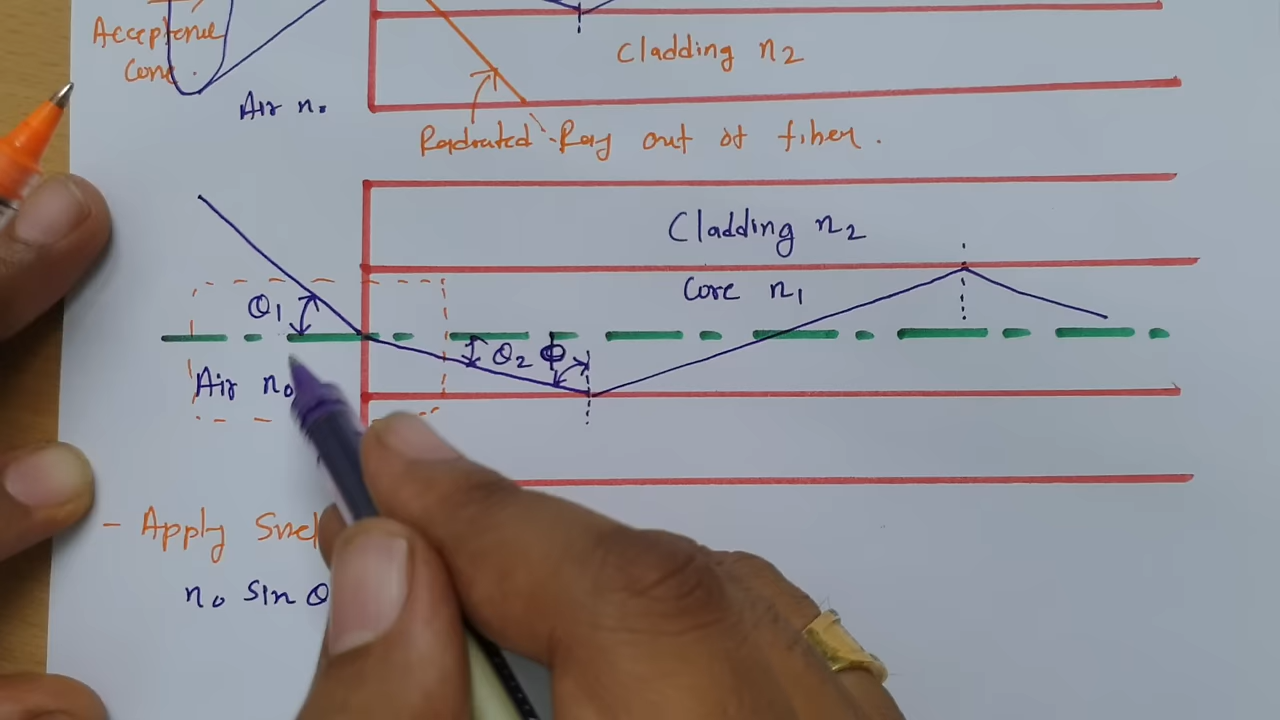 Acceptance
Cone.
Air n₀
Cladding n₂
Radiated Ray out of fiber.
Cladding n₂
Core n₁
θ₁
θ₂ ϕ
Air n₀
- Apply
n₀ sin θ